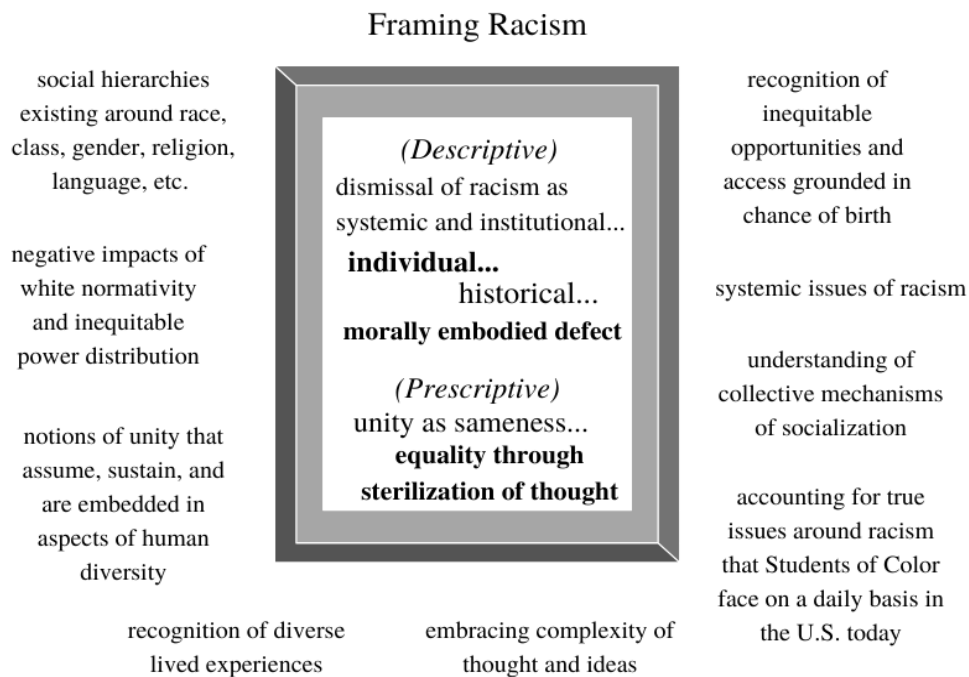 Framing Racism
social hierarchies
existing around race,
class, gender, religion,
language, etc.
negative impacts of
white normativity
and inequitable
power distribution
notions of unity that
assume, sustain, and
are embedded in
aspects of human
diversity
(Descriptive)
dismissal of racism as
systemic and institutional...
individual...
historical...
morally embodied defect
(Prescriptive)
unity as sameness...
equality through
sterilization of thought
recognition of
inequitable
opportunities and
access grounded in
chance of birth
systemic issues of racism
understanding of
collective mechanisms
of socialization
accounting for true
issues around racism
that Students of Color
face on a daily basis in
the U.S. today
recognition of diverse
lived experiences
embracing complexity of
thought and ideas